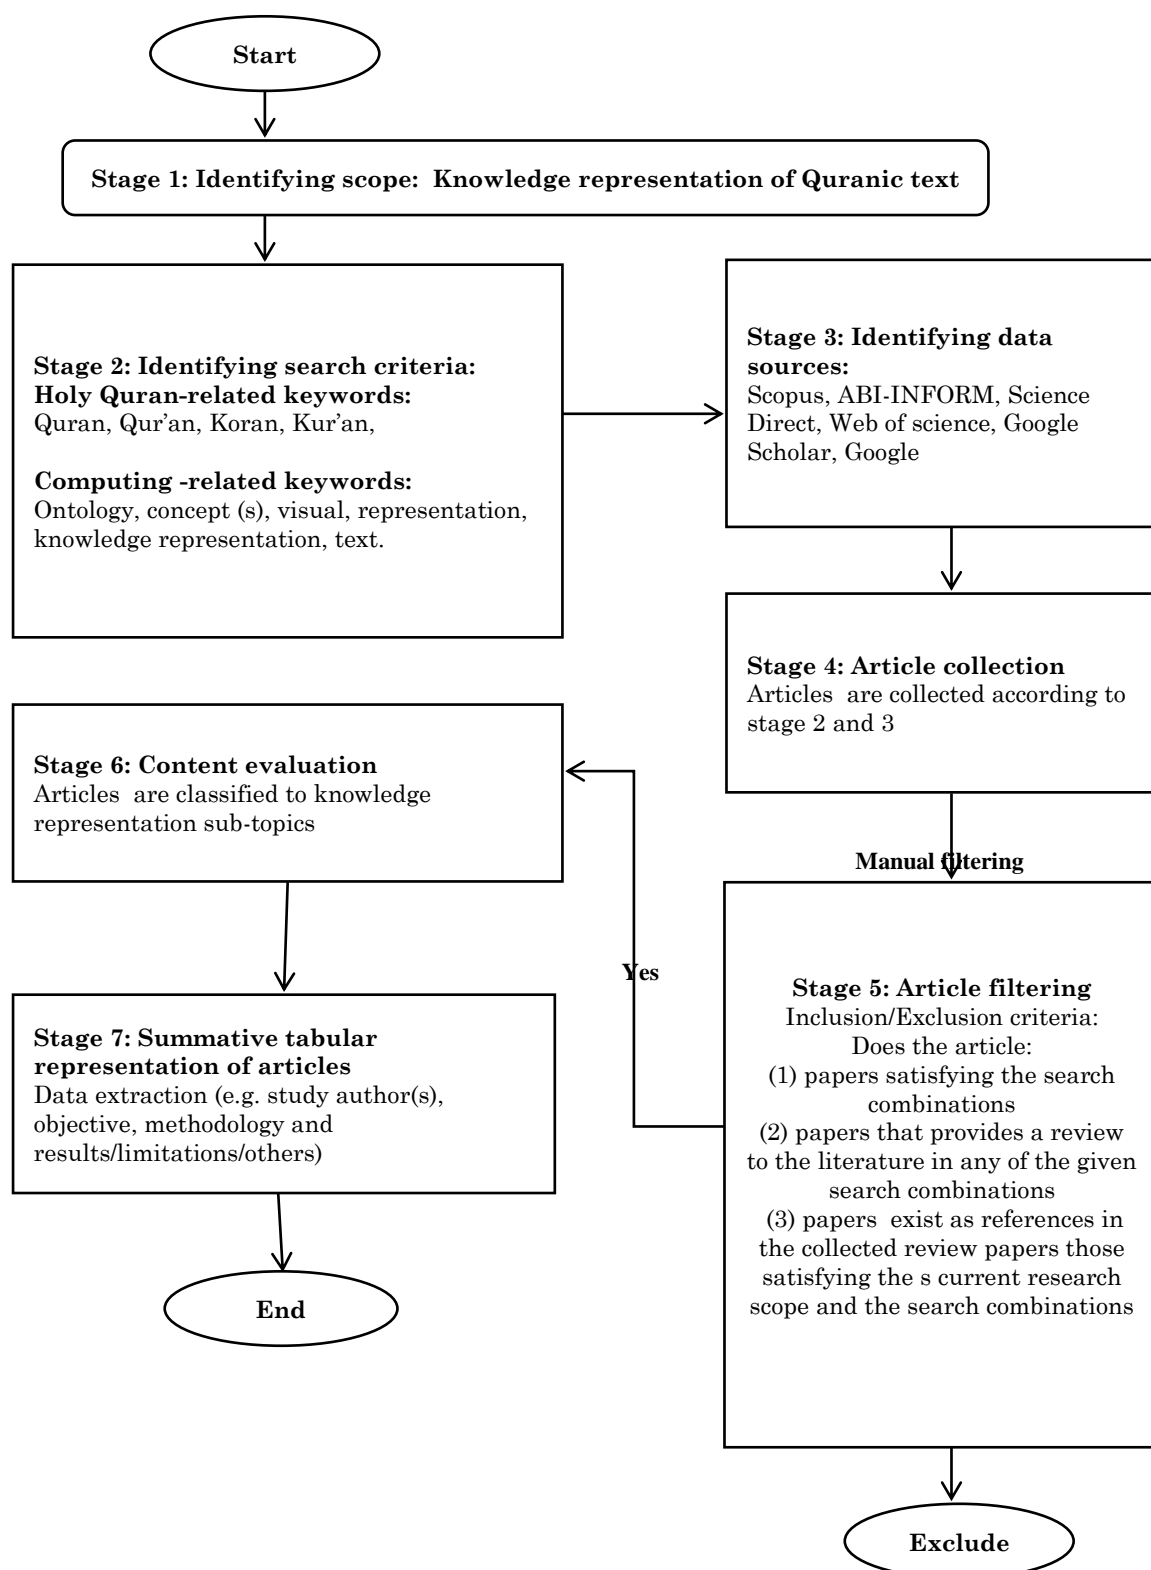 Start
Stage 1: Identifying scope:  Knowledge representation of Quranic text
Stage 2: Identifying search criteria:
Holy Quran-related keywords:
Quran, Qur’an, Koran, Kur’an,
Computing -related keywords:
Ontology, concept (s), visual, representation,
knowledge representation, text.
Stage 3: Identifying data
sources:
Scopus, ABI-INFORM, Science
Direct, Web of science, Google
Scholar, Google
Stage 4: Article collection
Articles  are collected according to
stage 2 and 3
Manual filtering
Stage 5: Article filtering
Inclusion/Exclusion criteria:
Does the article:
(1) papers satisfying the search
combinations
(2) papers that provides a review
to the literature in any of the given
search combinations
(3) papers  exist as references in
the collected review papers those
satisfying the s current research
scope and the search combinations
Yes
Exclude
Stage 6: Content evaluation
Articles  are classified to knowledge
representation sub-topics
Stage 7: Summative tabular
representation of articles
Data extraction (e.g. study author(s),
objective, methodology and
results/limitations/others)
End